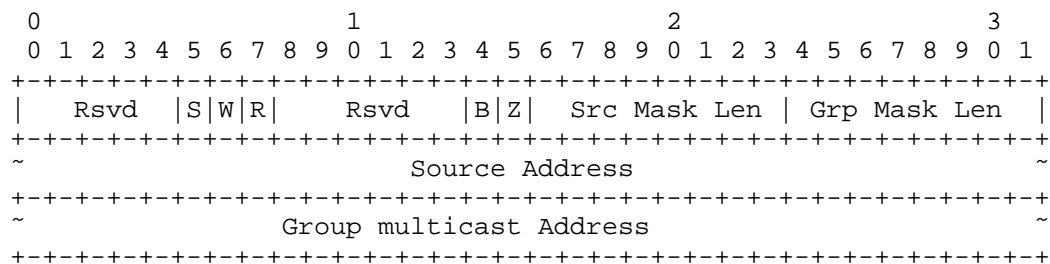 0                   1                   2                   3
 0 1 2 3 4 5 6 7 8 9 0 1 2 3 4 5 6 7 8 9 0 1 2 3 4 5 6 7 8 9 0 1
+-+-+-+-+-+-+-+-+-+-+-+-+-+-+-+-+-+-+-+-+-+-+-+-+-+-+-+-+-+-+-+-+
|   Rsvd  |S|W|R|    Rsvd   |B|Z|  Src Mask Len | Grp Mask Len  |
+-+-+-+-+-+-+-+-+-+-+-+-+-+-+-+-+-+-+-+-+-+-+-+-+-+-+-+-+-+-+-+-+
~                        Source Address                         ~
+-+-+-+-+-+-+-+-+-+-+-+-+-+-+-+-+-+-+-+-+-+-+-+-+-+-+-+-+-+-+-+-+
~                Group multicast Address                        ~
+-+-+-+-+-+-+-+-+-+-+-+-+-+-+-+-+-+-+-+-+-+-+-+-+-+-+-+-+-+-+-+-+